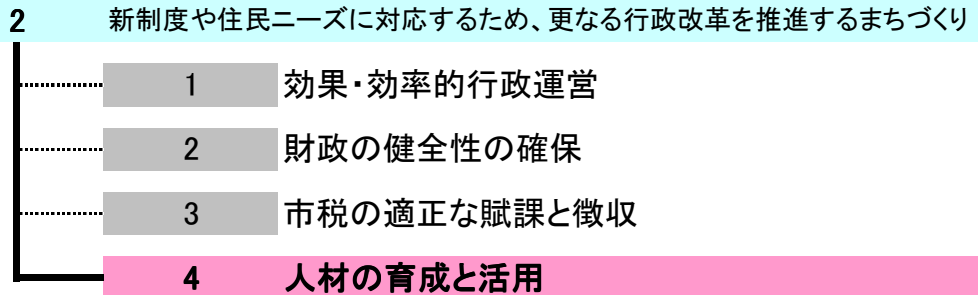 2 新制度や住民ニーズに対応するため、更なる行政改革を推進するまちづくり
1 効果・効率的行政運営
2 財政の健全性の確保
3 市税の適正な賦課と徴収
4 人材の育成と活用